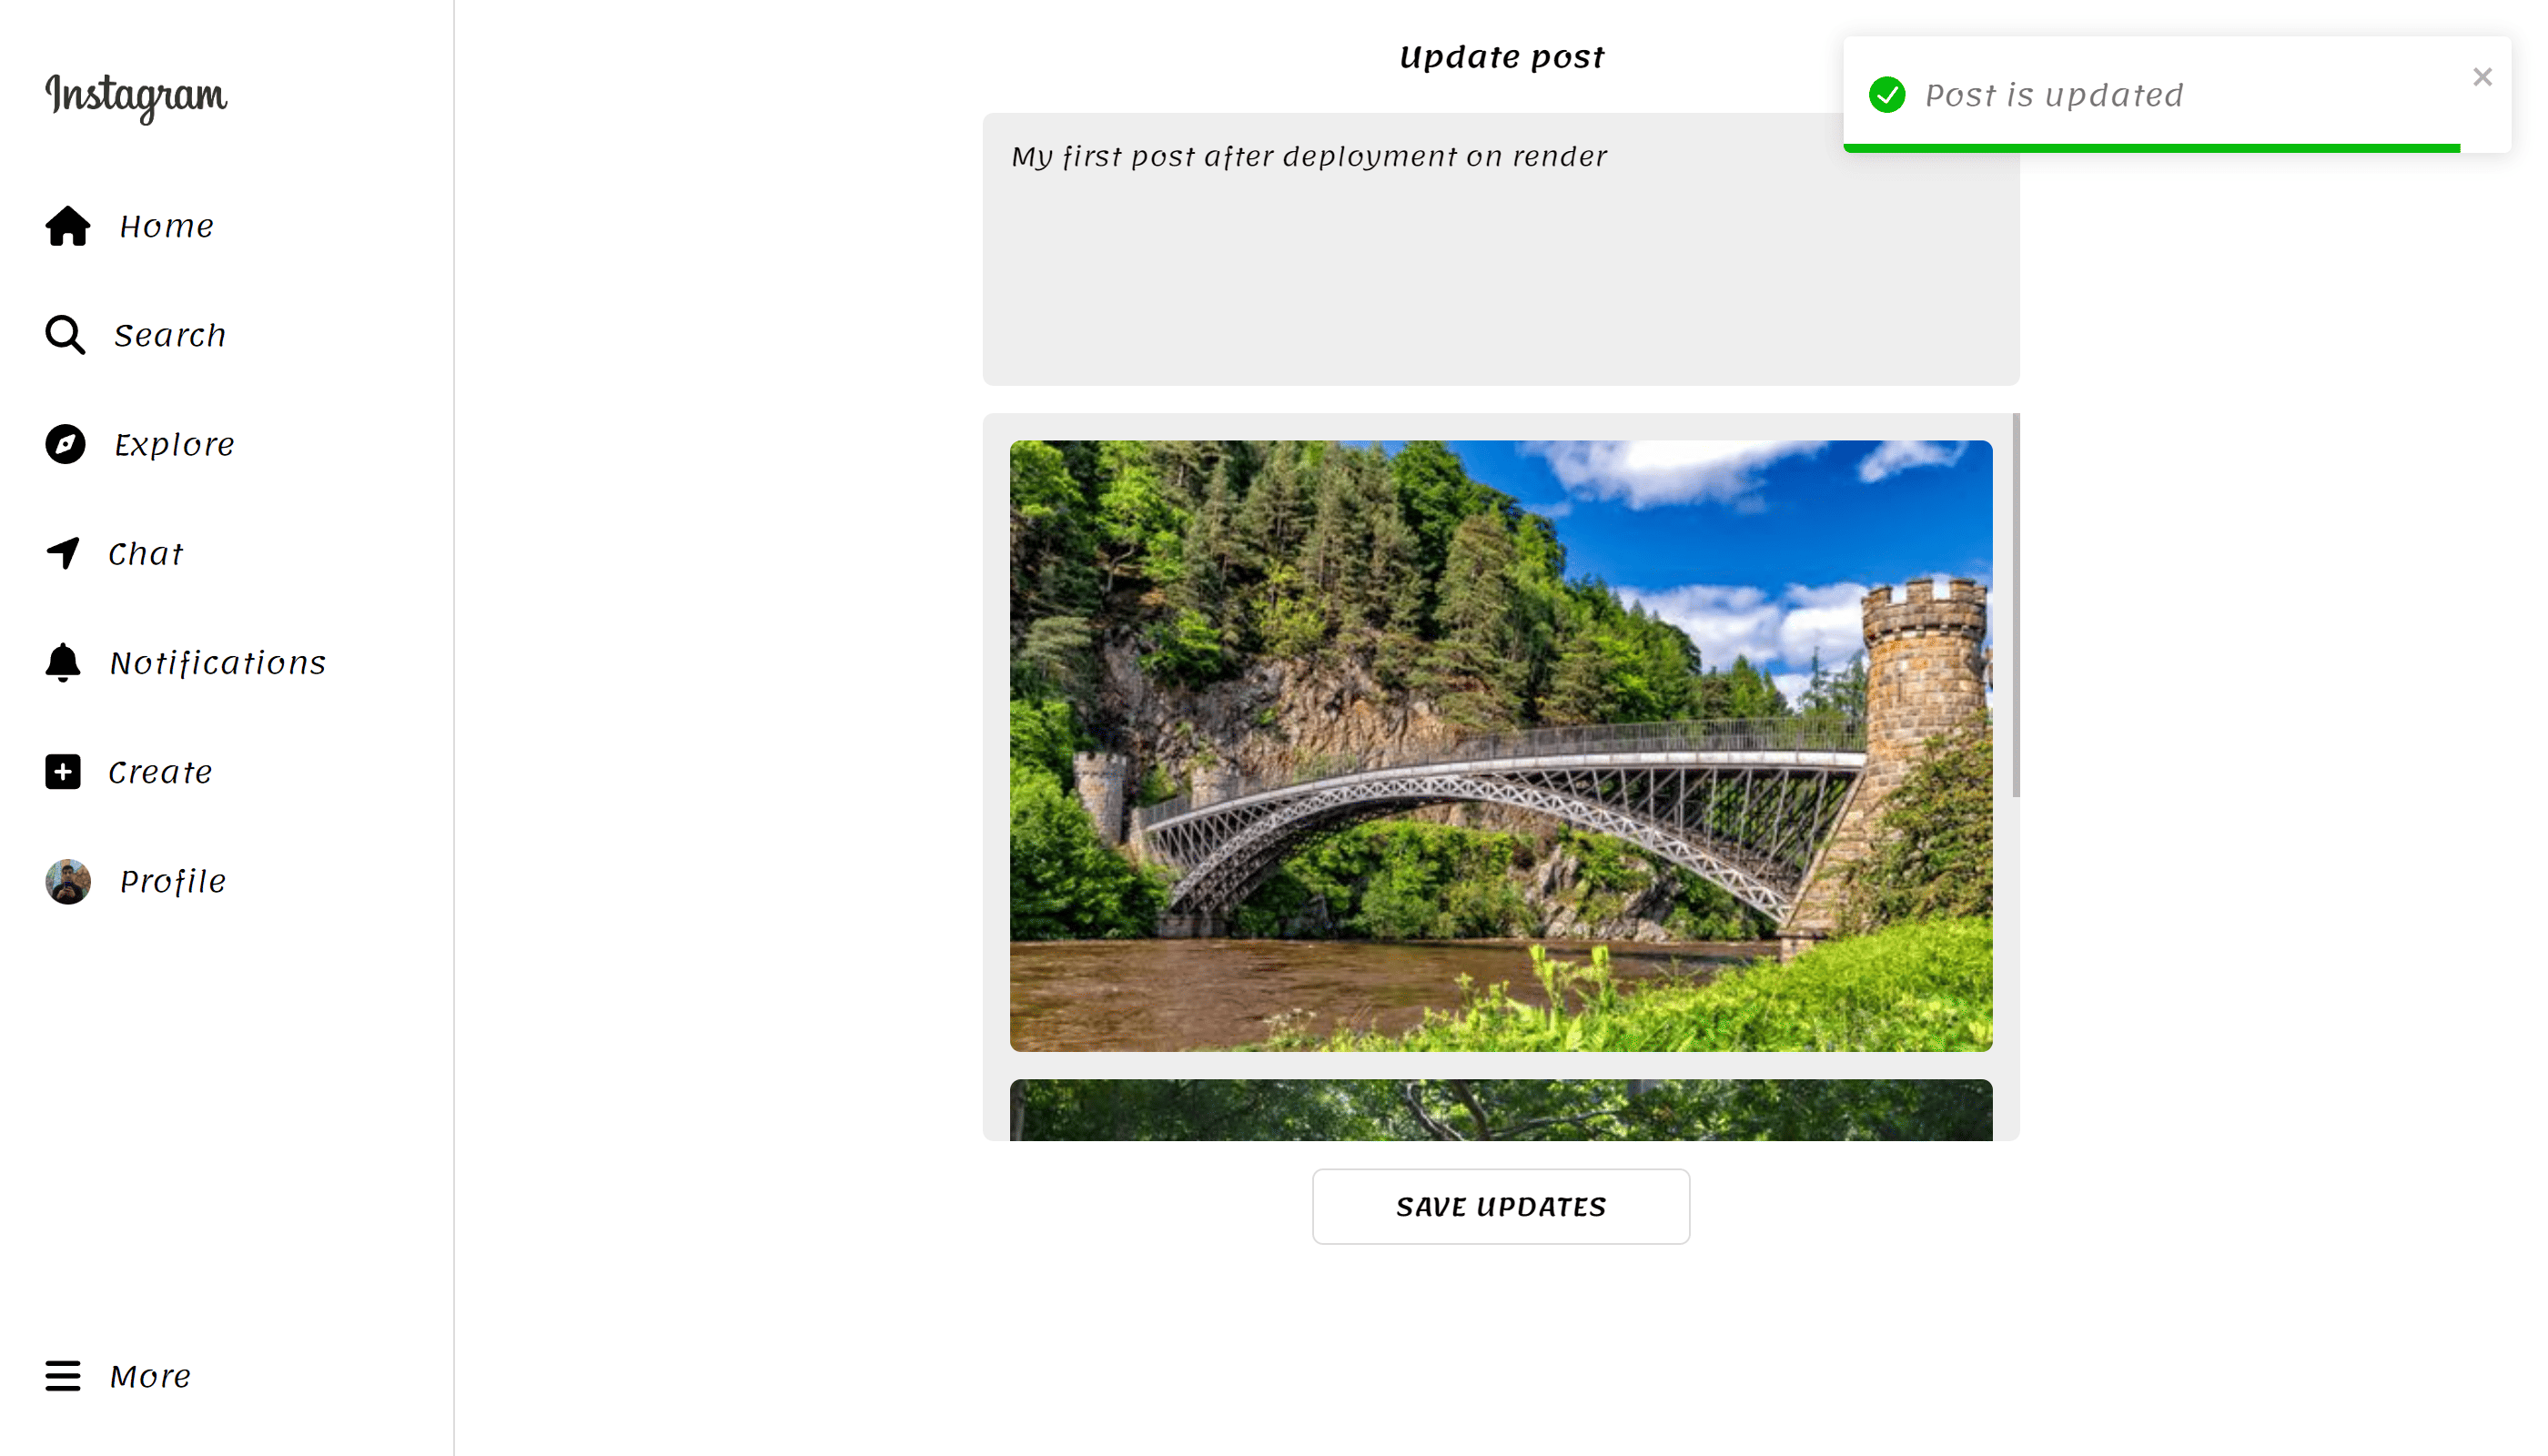 Instagram
Home
Search
Explore
Chat
Notifications
Create
Profile
More
Update post
My first post after deployment on render
SAVE UPDATES
Post is updated